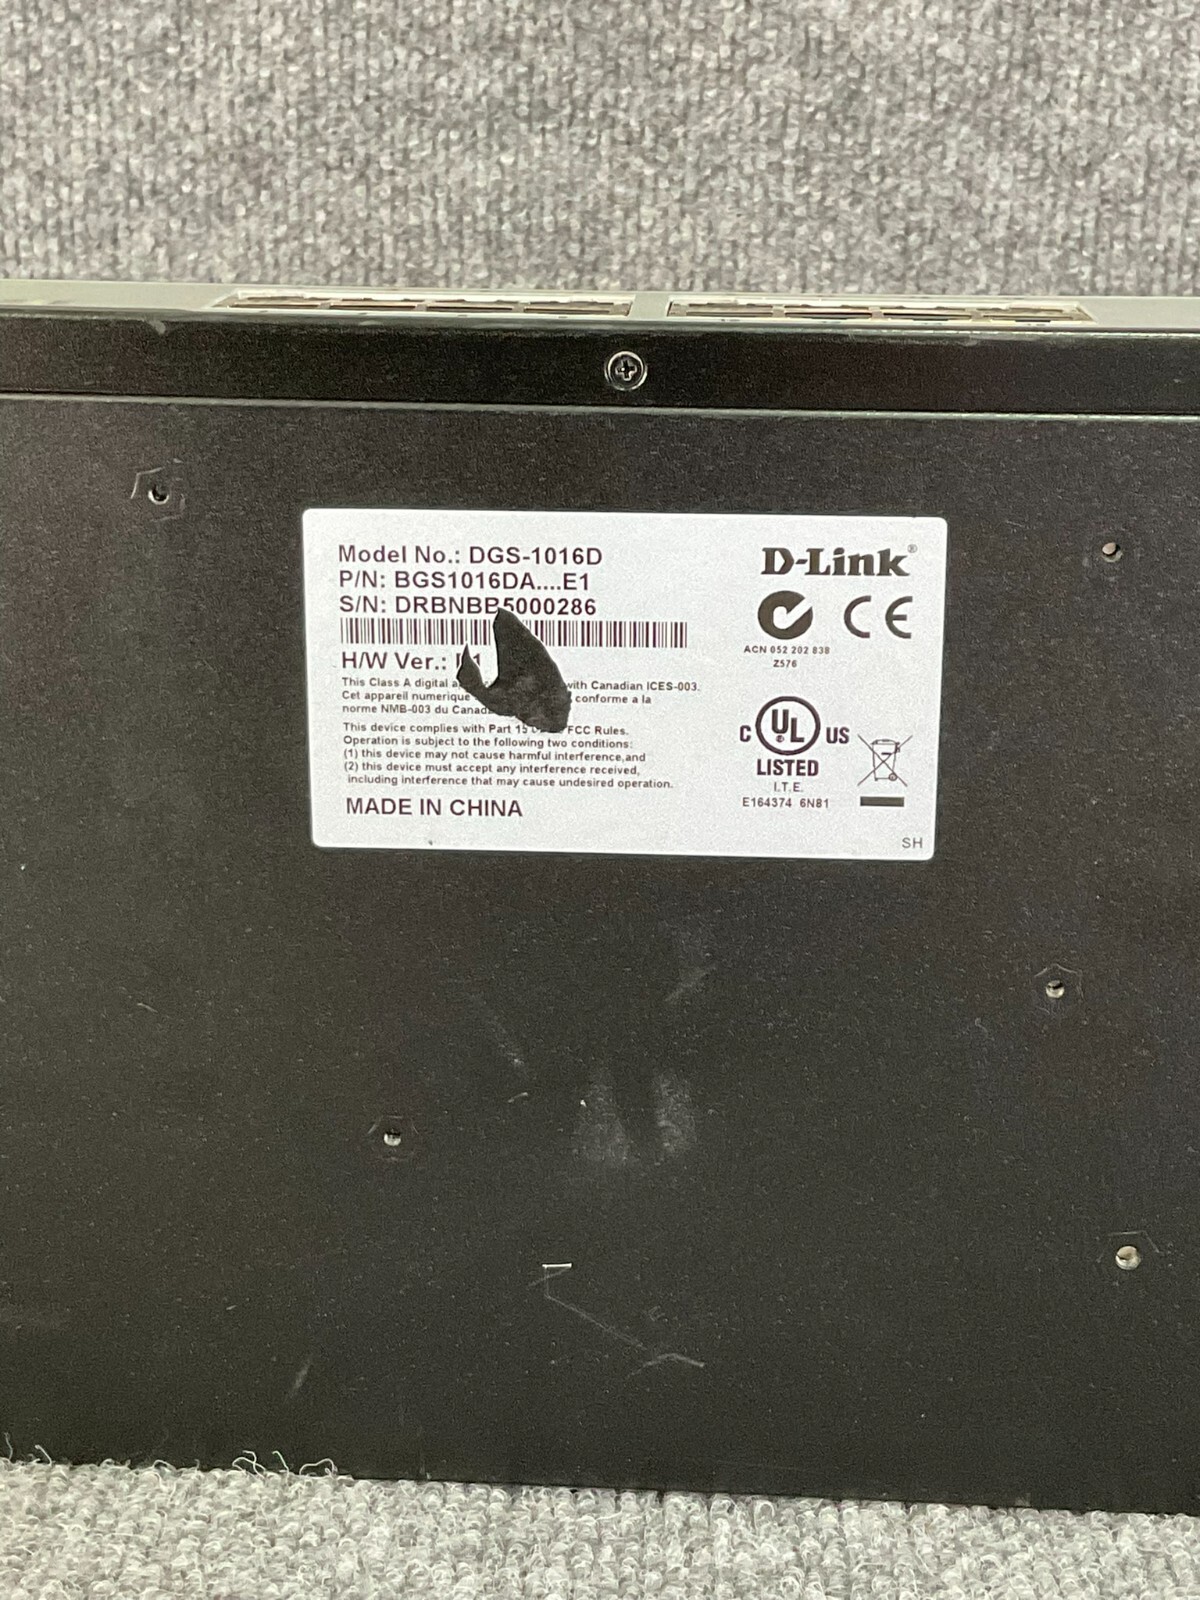 Model No.: DGS-1016D
P/N: BGS1016DA....E1
S/N: DRBNBB5000286
H/W Ver.:
This Class A digital with Canadian ICES-003.
Cet appareil numerique conforme a la
norme NMB-003 du
This device complies with Part 15 FCC Rules.
Operation is subject to the following two conditions:
(1) this device may not cause harmful interference,and
(2) this device must accept any interference received,
including interference that may cause undesired operation.
MADE IN CHINA
D-Link®
CE
ACN 052 202 838
Z576
C UL ® US
LISTED
I.T.E.
E164374 6N81
SH